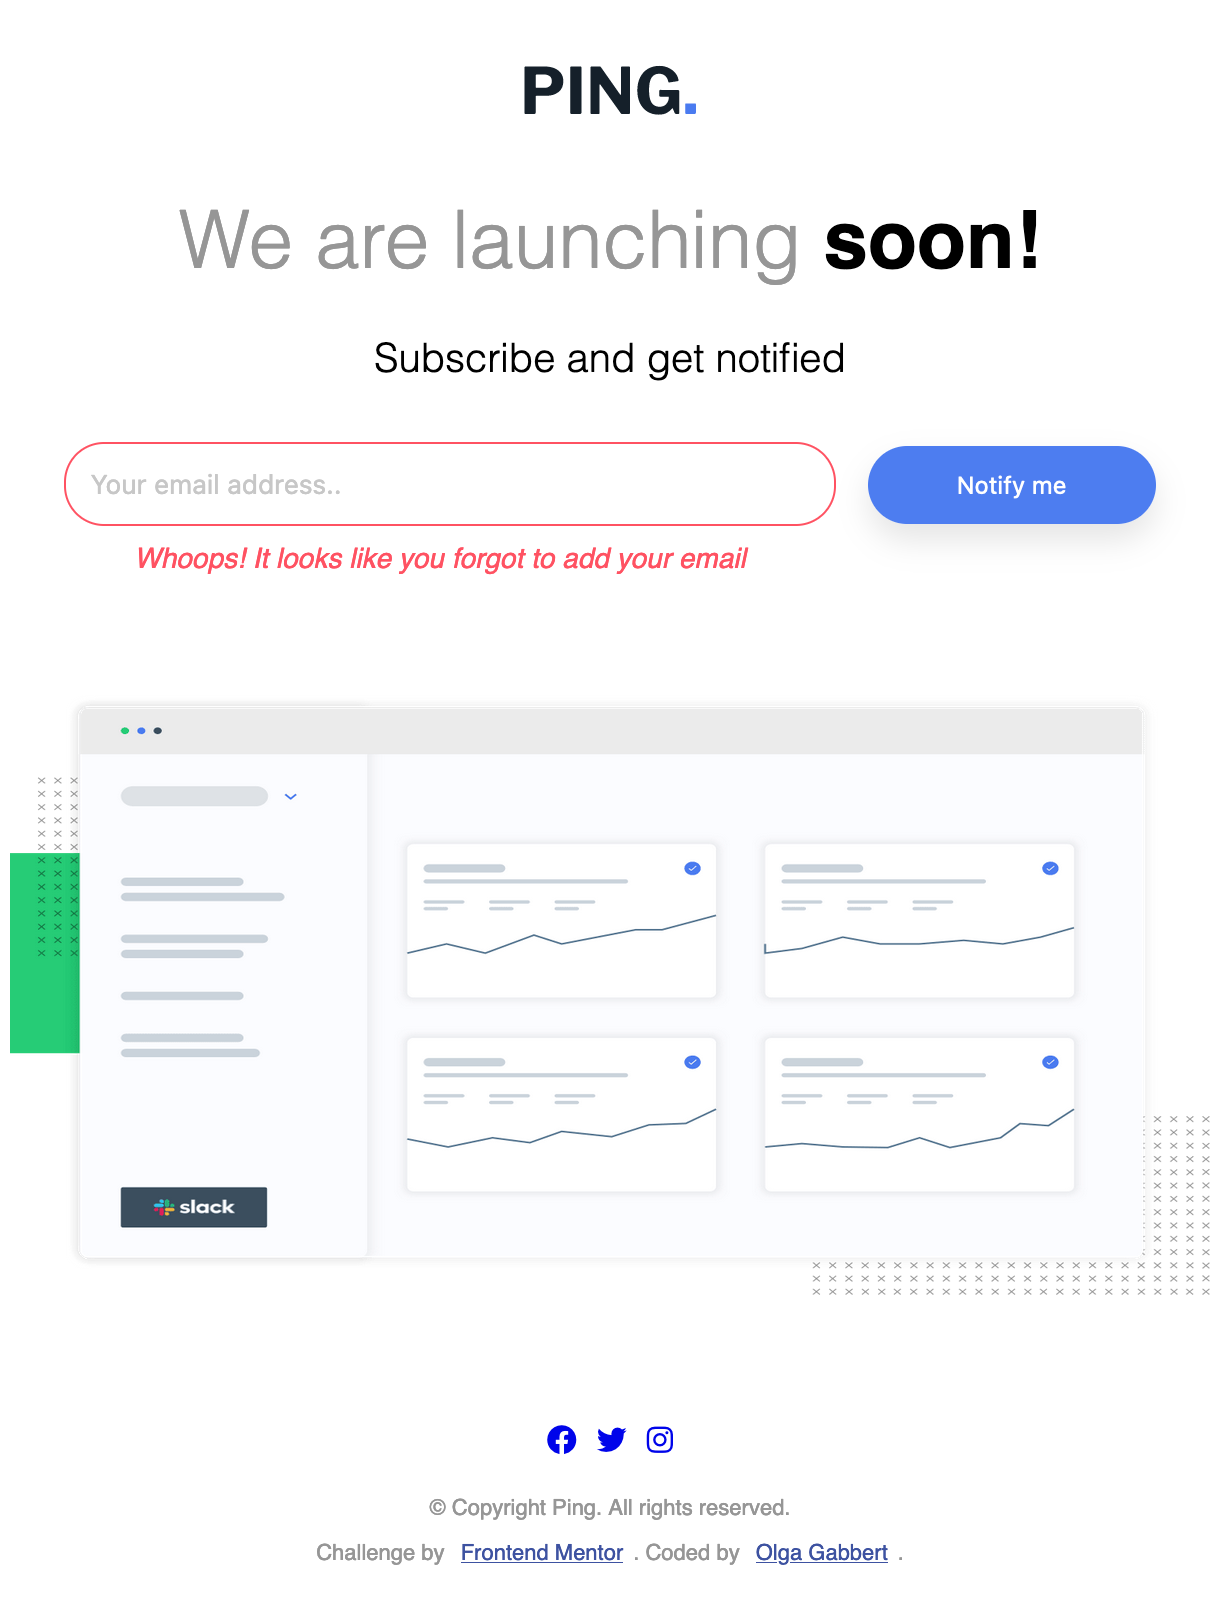 PING.
We are launching soon!
Subscribe and get notified
Your email address..
Notify me
Whoops! It looks like you forgot to add your email
slack
© Copyright Ping. All rights reserved.
Challenge by Frontend Mentor . Coded by Olga Gabbert .